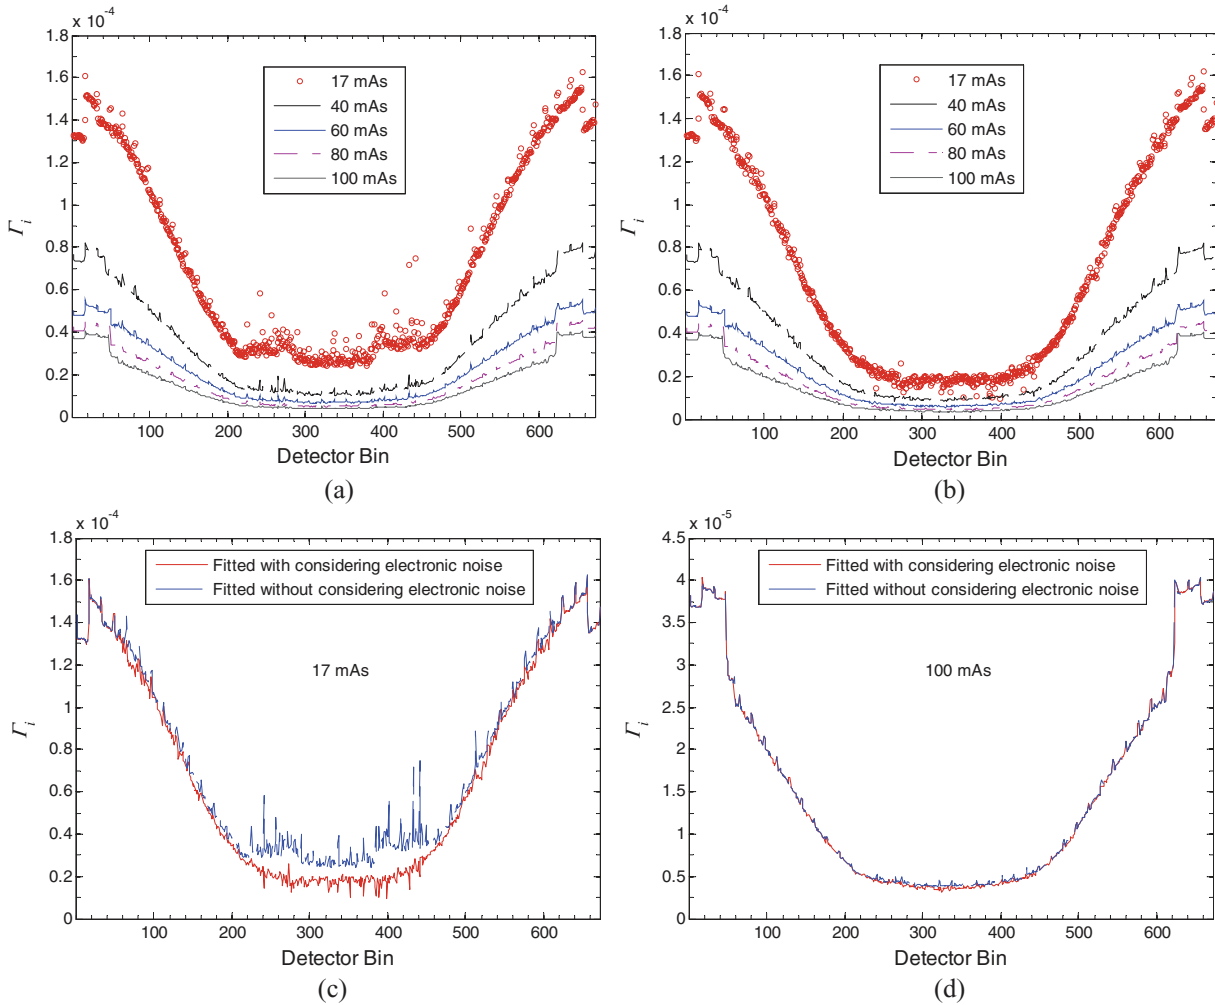 x 10⁻⁴
1.8
1.6
1.4
1.2
1
0.8
0.6
0.4
0.2
0
Γi
17 mAs
40 mAs
60 mAs
80 mAs
100 mAs
100 200 300 400 500 600
Detector Bin
(a)
x 10⁻⁴
1.8
1.6
1.4
1.2
1
0.8
0.6
0.4
0.2
0
Γi
17 mAs
40 mAs
60 mAs
80 mAs
100 mAs
100 200 300 400 500 600
Detector Bin
(b)
x 10⁻⁴
1.8
1.6
1.4
1.2
1
0.8
0.6
0.4
0.2
0
Γi
Fitted with considering electronic noise
Fitted without considering electronic noise
17 mAs
100 200 300 400 500 600
Detector Bin
(c)
x 10⁻⁵
4.5
4
3.5
3
2.5
2
1.5
1
0.5
0
Γi
Fitted with considering electronic noise
Fitted without considering electronic noise
100 mAs
100 200 300 400 500 600
Detector Bin
(d)